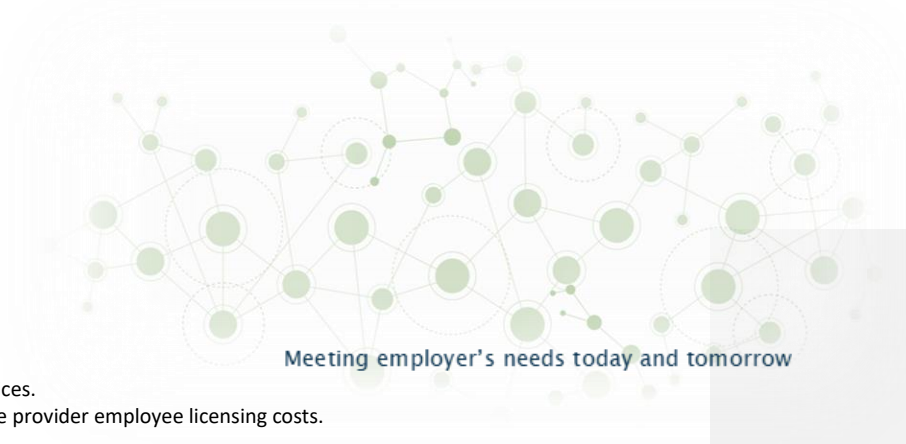 Meeting employer's needs today and tomorrow
ces.
e provider employee licensing costs.